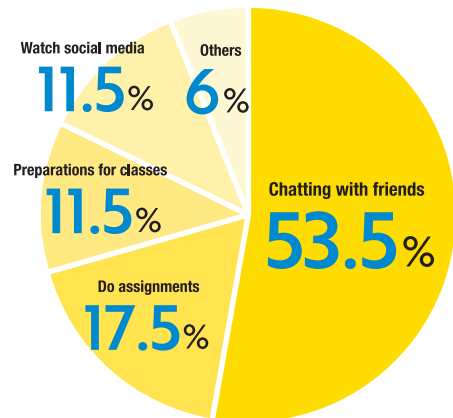 Watch social media
11.5%
Others
6%
Preparations for classes
11.5%
Chatting with friends
53.5%
Do assignments
17.5%